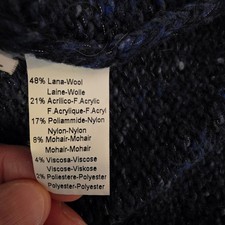 48% Lana-Wool
Laine-Wolle
21% Acrilico-F.Acrylic
F.Acrylique-F.Acryl
17% Poliammide-Nylon
Nylon-Nylon
8% Mohair-Mohair
Mohair-Mohair
4% Viscosa-Viscose
Viscose-Viskose
2% Poliestere-Polyester
Polyester-Polyester